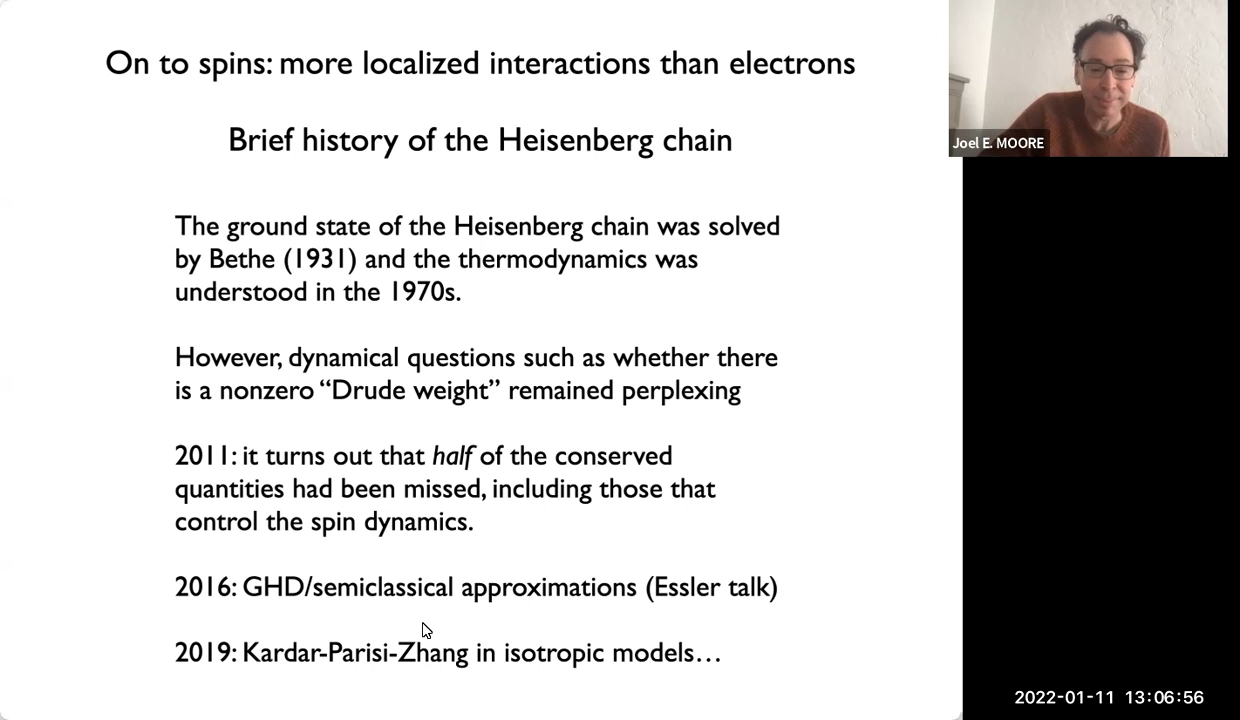 On to spins: more localized interactions than electrons
Brief history of the Heisenberg chain
The ground state of the Heisenberg chain was solved
by Bethe (1931) and the thermodynamics was
understood in the 1970s.
However, dynamical questions such as whether there
is a nonzero “Drude weight” remained perplexing
2011: it turns out that half of the conserved
quantities had been missed, including those that
control the spin dynamics.
2016: GHD/semiclassical approximations (Essler talk)
2019: Kardar-Parisi-Zhang in isotropic models…
Joel E. MOORE
2022-01-11 13:06:56